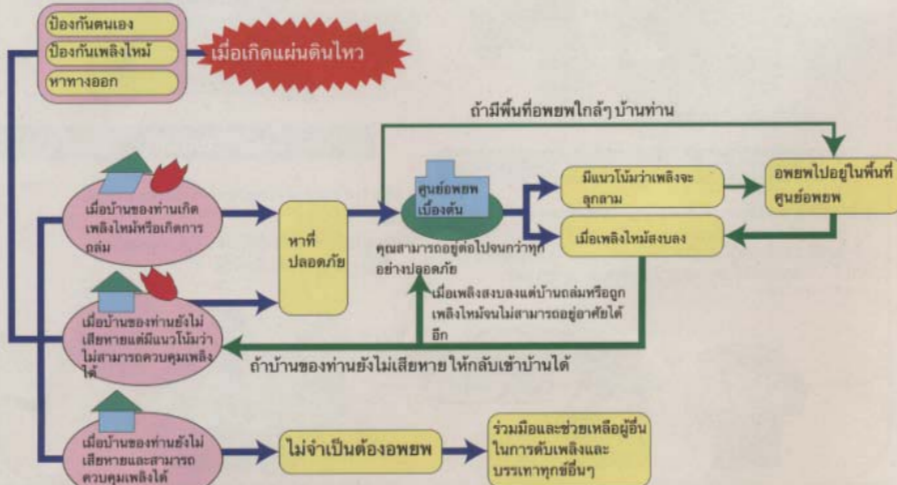 ป้องกันตนเอง
ป้องกันเพลิงไหม้
หาทางออก
เมื่อเกิดแผ่นดินไหว
ถ้ามีพื้นที่อพยพใกล้ๆ บ้านท่าน
เมื่อบ้านของท่านเกิด
เพลิงไหม้หรือเกิดการ
ถล่ม
หาที่
ปลอดภัย
ศูนย์อพยพ
เบื้องต้น
มีแนวโน้มว่าเพลิงจะ
ลุกลาม
อพยพไปอยู่ในพื้นที่
ศูนย์อพยพ
เมื่อเพลิงไหม้สงบลง
คุณสามารถอยู่ต่อไปจนกว่าทุก
อย่างปลอดภัย
เมื่อเพลิงสงบลงแต่บ้านถล่มหรือถูก
เพลิงไหม้จนไม่สามารถอยู่อาศัยได้
อีก
เมื่อบ้านของท่านยังไม่
เสียหายแต่มีแนวโน้มว่า
ไม่สามารถควบคุมเพลิง
ได้
ถ้าบ้านของท่านยังไม่เสียหาย ให้กลับเข้าบ้านได้
เมื่อบ้านของท่านยังไม่
เสียหายและสามารถ
ควบคุมเพลิงได้
ไม่จำเป็นต้องอพยพ
ร่วมมือและช่วยเหลือผู้อื่น
ในการดับเพลิงและ
บรรเทาทุกข์อื่นๆ